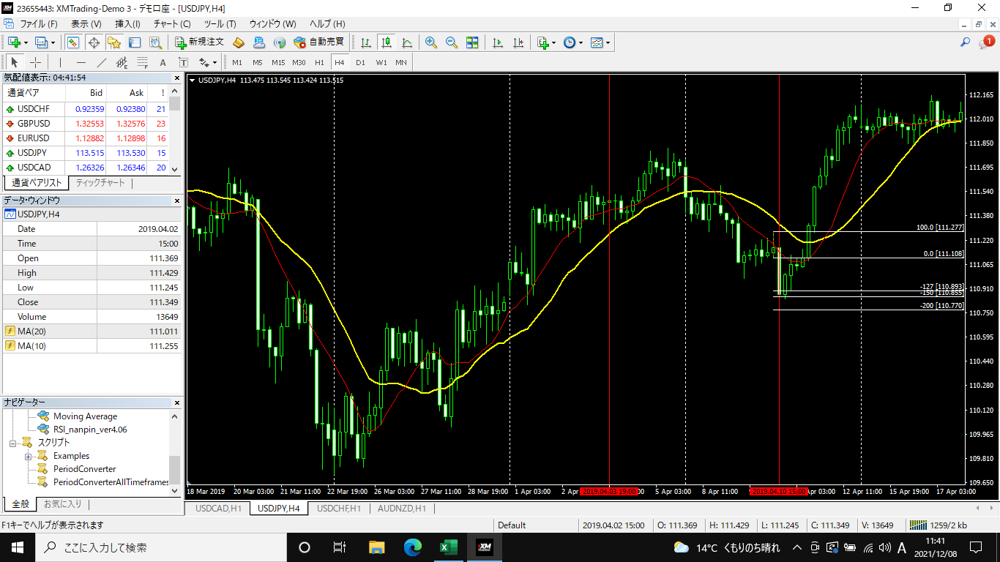 23655443: XMTrading-Demo 3 - デモ口座 - [USDJPY,H4]
ファイル (F) 表示 (V) 挿入(I) チャート (C) ツール (T) ウィンドウ (W) ヘルプ (H)
新規注文 自動売買 1
A T M1 M5 M15 M30 H1 H4 D1 W1 MN
気配値表示: 04:41:54
通貨ペア Bid Ask !
USDCHF 0.92359 0.92380 21
GBPUSD 1.32553 1.32576 23
EURUSD 1.12882 1.12898 16
USDJPY 113.515 113.530 15
USDCAD 1.26326 1.26346 20
通貨ペアリスト ティックチャート
データ・ウィンドウ
USDJPY,H4
Date 2019.04.02
Time 15:00
Open 111.369
High 111.429
Low 111.245
Close 111.349
Volume 13649
MA(20) 111.011
MA(10) 111.255
ナビゲーター
Moving Average
RSI_nanpin_ver4.06
スクリプト
Examples
PeriodConverter
PeriodConverterAllTimeframes
全般 お気に入り
USDJPY,H4 113.475 113.545 113.424 113.515
112.165
112.010
111.850
111.695
111.540
111.380
111.220
111.065
110.910
110.750
110.595
110.440
110.280
110.120
109.965
109.810
109.650
100.0 [111.277]
0.0 [111.108]
-127 [110.893]
-150 [110.855]
-200 [110.770]
18 Mar 2019 20 Mar 03:00 21 Mar 11:00 22 Mar 19:00 26 Mar 03:00 27 Mar 11:00 28 Mar 19:00 1 Apr 03:00 2 Apr 2019.04.03 19:00 5 Apr 03:00 8 Apr 11:00 2019.04.10 19:00 Apr 03:00 12 Apr 11:00 15 Apr 19:00 17 Apr 03:00
USDCAD,H1 USDJPY,H4 USDCHF,H1 AUDNZD,H1
F1キーでヘルプが表示されます Default 2019.04.02 15:00 O: 111.369 H: 111.429 L: 111.245 C: 111.349 V: 13649 1259/2 kb
ここに入力して検索 XM 14°C くもりのち晴れ A 11:41
2021/12/08